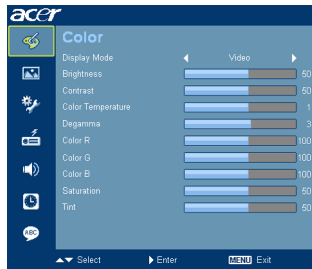 acer
Color
Display Mode Video
Brightness 50
Contrast 50
Color Temperature 1
Degamma 3
Color R 100
Color G 100
Color B 100
Saturation 50
Tint 50
ABC
Select Enter MENU Exit